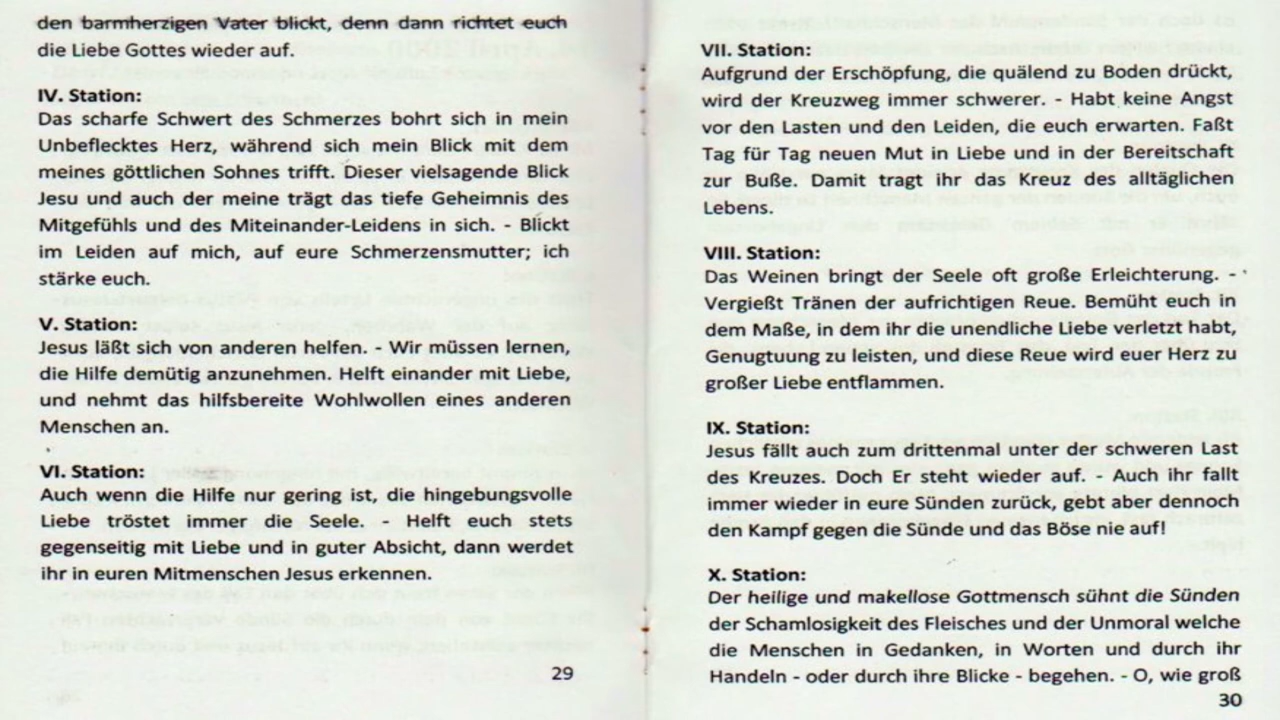 den barmherzigen Vater blickt, denn dann richtet euch
die Liebe Gottes wieder auf.
IV. Station:
Das scharfe Schwert des Schmerzes bohrt sich in mein
Unbeflecktes Herz, während sich mein Blick mit dem
meines göttlichen Sohnes trifft. Dieser vielsagende Blick
Jesu und auch der meine trägt das tiefe Geheimnis des
Mitgefühls und des Miteinander-Leidens in sich. - Blickt
im Leiden auf mich, auf eure Schmerzensmutter; ich
stärke euch.
V. Station:
Jesus läßt sich von anderen helfen. - Wir müssen lernen,
die Hilfe demütig anzunehmen. Helft einander mit Liebe,
und nehmt das hilfsbereite Wohlwollen eines anderen
Menschen an.
VI. Station:
Auch wenn die Hilfe nur gering ist, die hingebungsvolle
Liebe tröstet immer die Seele. - Helft euch stets
gegenseitig mit Liebe und in guter Absicht, dann werdet
ihr in euren Mitmenschen Jesus erkennen.
29
VII. Station:
Aufgrund der Erschöpfung, die quälend zu Boden drückt,
wird der Kreuzweg immer schwerer. - Habt keine Angst
vor den Lasten und den Leiden, die euch erwarten. Faßt
Tag für Tag neuen Mut in Liebe und in der Bereitschaft
zur Buße. Damit tragt ihr das Kreuz des alltäglichen
Lebens.
VIII. Station:
Das Weinen bringt der Seele oft große Erleichterung. -
Vergießt Tränen der aufrichtigen Reue. Bemüht euch in
dem Maße, in dem ihr die unendliche Liebe verletzt habt,
Genugtuung zu leisten, und diese Reue wird euer Herz zu
großer Liebe entflammen.
IX. Station:
Jesus fällt auch zum drittenmal unter der schweren Last
des Kreuzes. Doch Er steht wieder auf. - Auch ihr fallt
immer wieder in eure Sünden zurück, gebt aber dennoch
den Kampf gegen die Sünde und das Böse nie auf!
X. Station:
Der heilige und makellose Gottmensch sühnt die Sünden
der Schamlosigkeit des Fleisches und der Unmoral welche
die Menschen in Gedanken, in Worten und durch ihr
Handeln - oder durch ihre Blicke - begehen. - O, wie groß
30